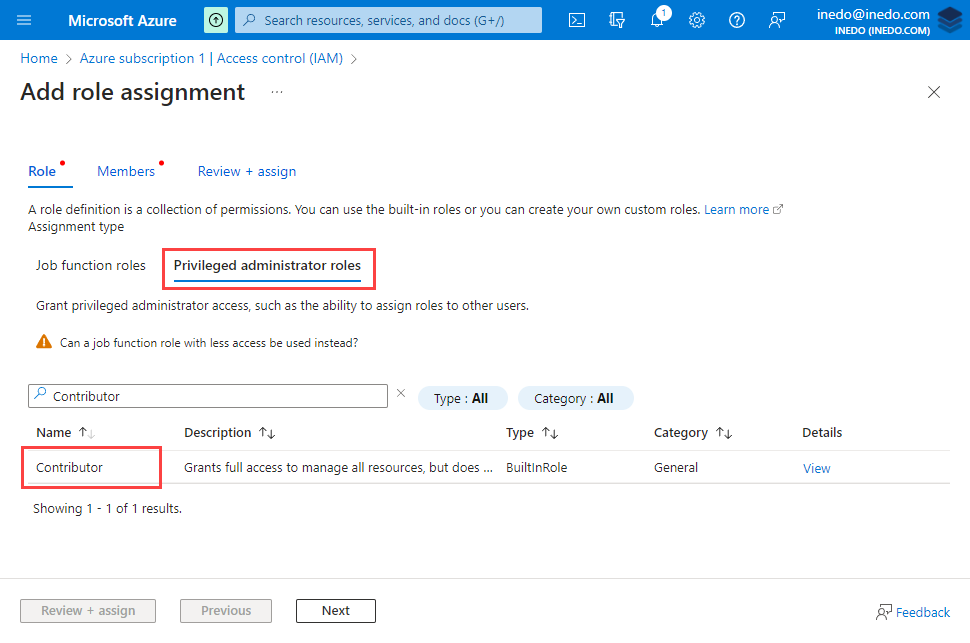 Microsoft Azure
Search resources, services, and docs (G+/)
1
inedo@inedo.com
INEDO (INEDO.COM)
Home > Azure subscription 1 | Access control (IAM) >
Add role assignment ...
Role Members Review + assign
A role definition is a collection of permissions. You can use the built-in roles or you can create your own custom roles. Learn more
Assignment type
Job function roles Privileged administrator roles
Grant privileged administrator access, such as the ability to assign roles to other users.
Can a job function role with less access be used instead?
Contributor Type : All Category : All
Name Description Type Category Details
Contributor Grants full access to manage all resources, but does ... BuiltInRole General View
Showing 1 - 1 of 1 results.
Review + assign Previous Next Feedback